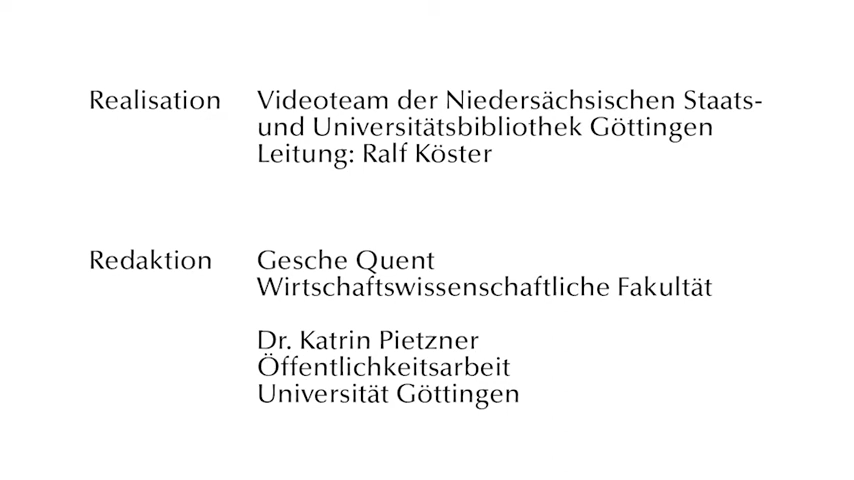 Realisation Videoteam der Niedersächsischen Staats-
und Universitätsbibliothek Göttingen
Leitung: Ralf Köster
Redaktion Gesche Quent
Wirtschaftswissenschaftliche Fakultät
Dr. Katrin Pietzner
Öffentlichkeitsarbeit
Universität Göttingen